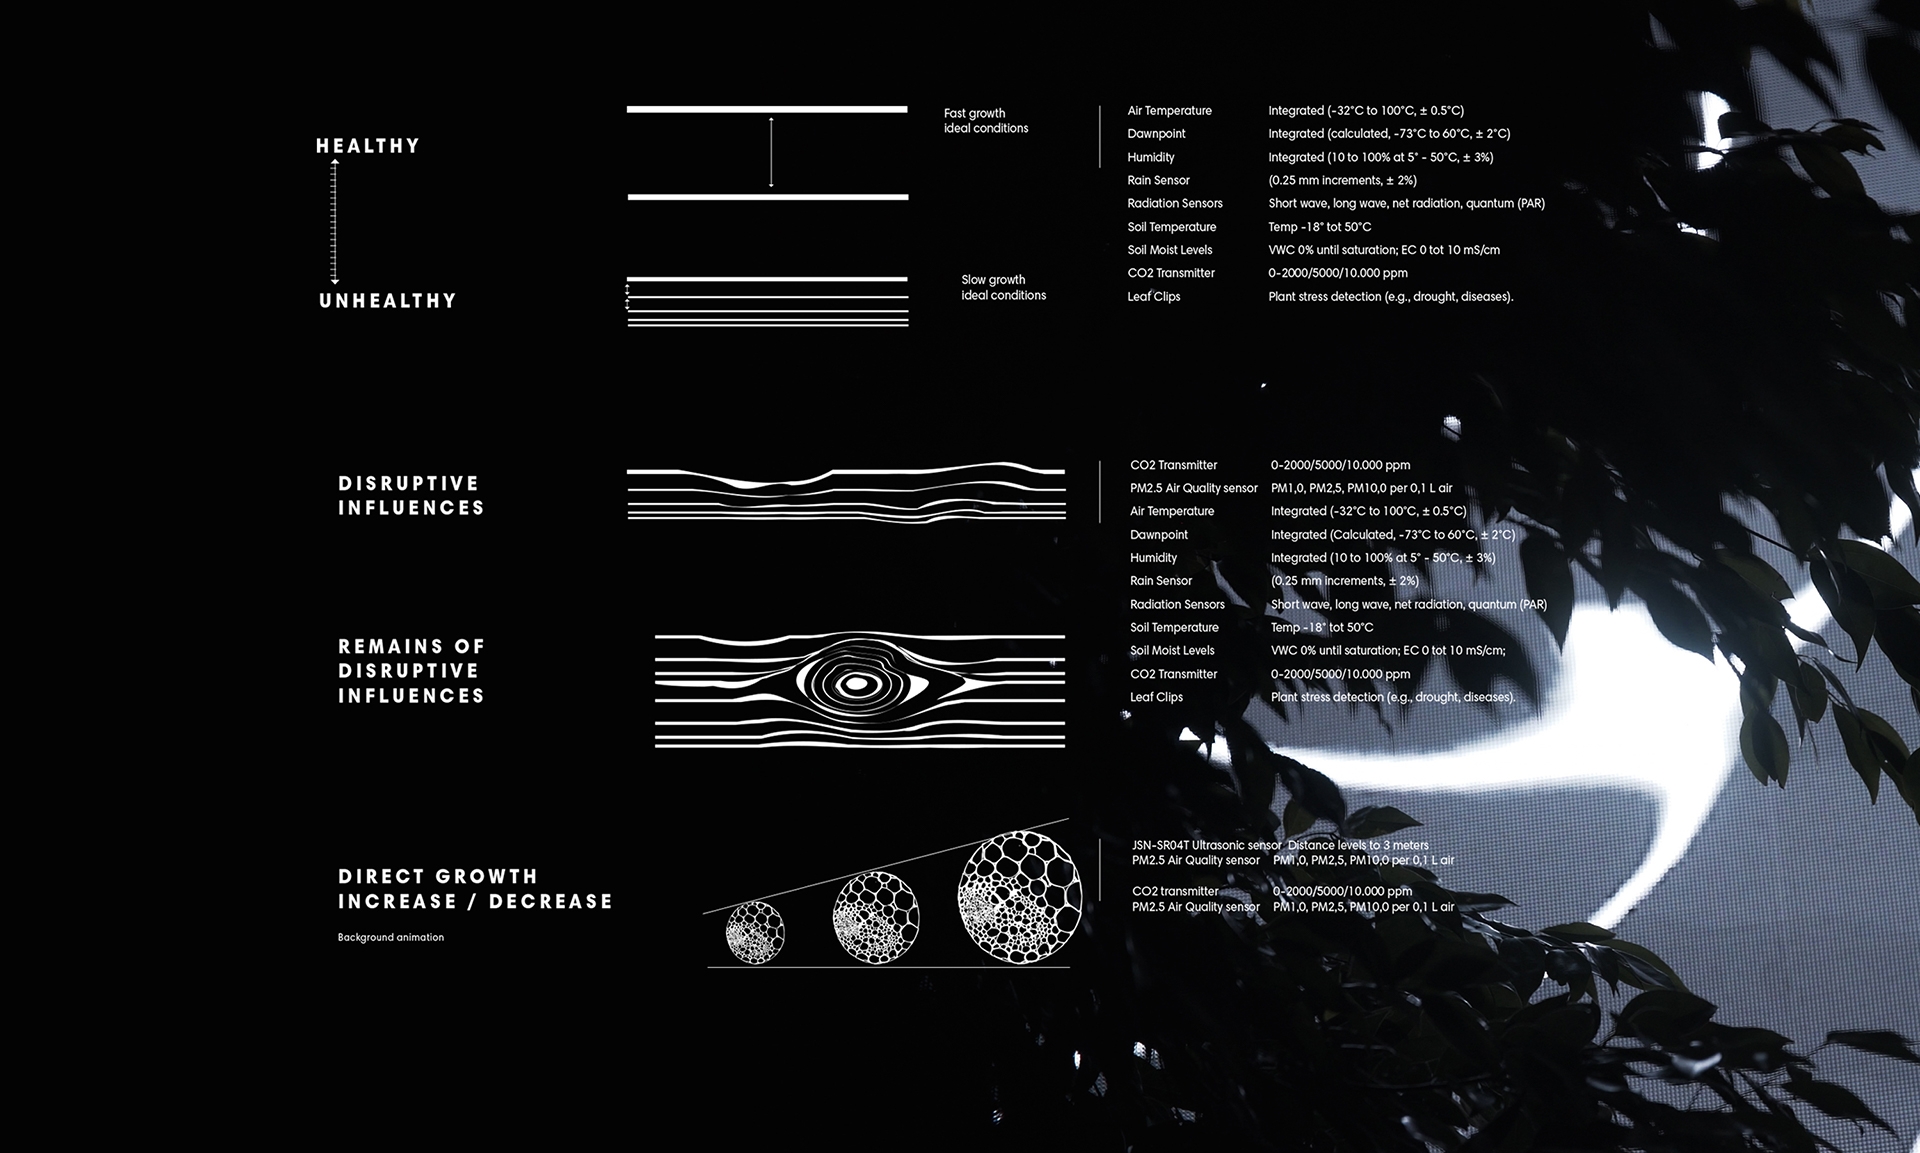 HEALTHY
UNHEALTHY
Fast growth
ideal conditions
Slow growth
ideal conditions
Air Temperature Integrated (-32°C to 100°C, ± 0.5°C)
Dawnpoint Integrated (calculated, -73°C to 60°C, ± 2°C)
Humidity Integrated (10 to 100% at 5° - 50°C, ± 3%)
Rain Sensor (0.25 mm increments, ± 2%)
Radiation Sensors Short wave, long wave, net radiation, quantum (PAR)
Soil Temperature Temp -18° tot 50°C
Soil Moist Levels VWC 0% until saturation; EC 0 tot 10 mS/cm
CO2 Transmitter 0-2000/5000/10.000 ppm
Leaf Clips Plant stress detection (e.g., drought, diseases).
DISRUPTIVE
INFLUENCES
REMAINS OF
DISRUPTIVE
INFLUENCES
CO2 Transmitter 0-2000/5000/10.000 ppm
PM2.5 Air Quality sensor PM1,0, PM2,5, PM10,0 per 0,1 L air
Air Temperature Integrated (-32°C to 100°C, ± 0.5°C)
Dawnpoint Integrated (Calculated, -73°C to 60°C, ± 2°C)
Humidity Integrated (10 to 100% at 5° - 50°C, ± 3%)
Rain Sensor (0.25 mm increments, ± 2%)
Radiation Sensors Short wave, long wave, net radiation, quantum (PAR)
Soil Temperature Temp -18° tot 50°C
Soil Moist Levels VWC 0% until saturation; EC 0 tot 10 mS/cm;
CO2 Transmitter 0-2000/5000/10.000 ppm
Leaf Clips Plant stress detection (e.g., drought, diseases).
DIRECT GROWTH
INCREASE / DECREASE
Background animation
JSN-SR04T Ultrasonic sensor Distance levels to 3 meters
PM2.5 Air Quality sensor PM1,0, PM2,5, PM10,0 per 0,1 L air
CO2 transmitter 0-2000/5000/10.000 ppm
PM2.5 Air Quality sensor PM1,0, PM2,5, PM10,0 per 0,1 L air